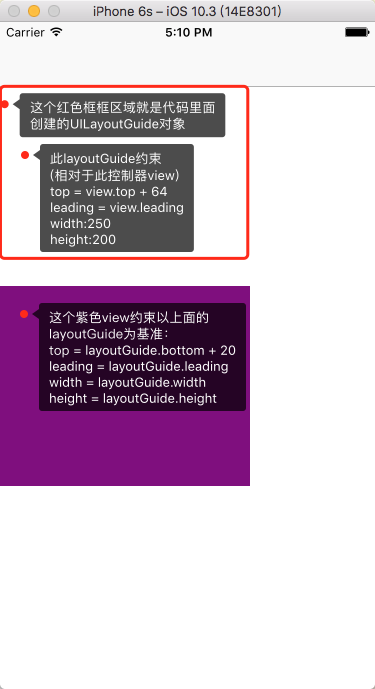 iPhone 6s – iOS 10.3 (14E8301)
Carrier 5:10 PM
这个红色框框区域就是代码里面
创建的UILayoutGuide对象
此layoutGuide约束
(相对于此控制器view)
top = view.top + 64
leading = view.leading
width:250
height:200
这个紫色view约束以上面的
layoutGuide为基准：
top = layoutGuide.bottom + 20
leading = layoutGuide.leading
width = layoutGuide.width
height = layoutGuide.height